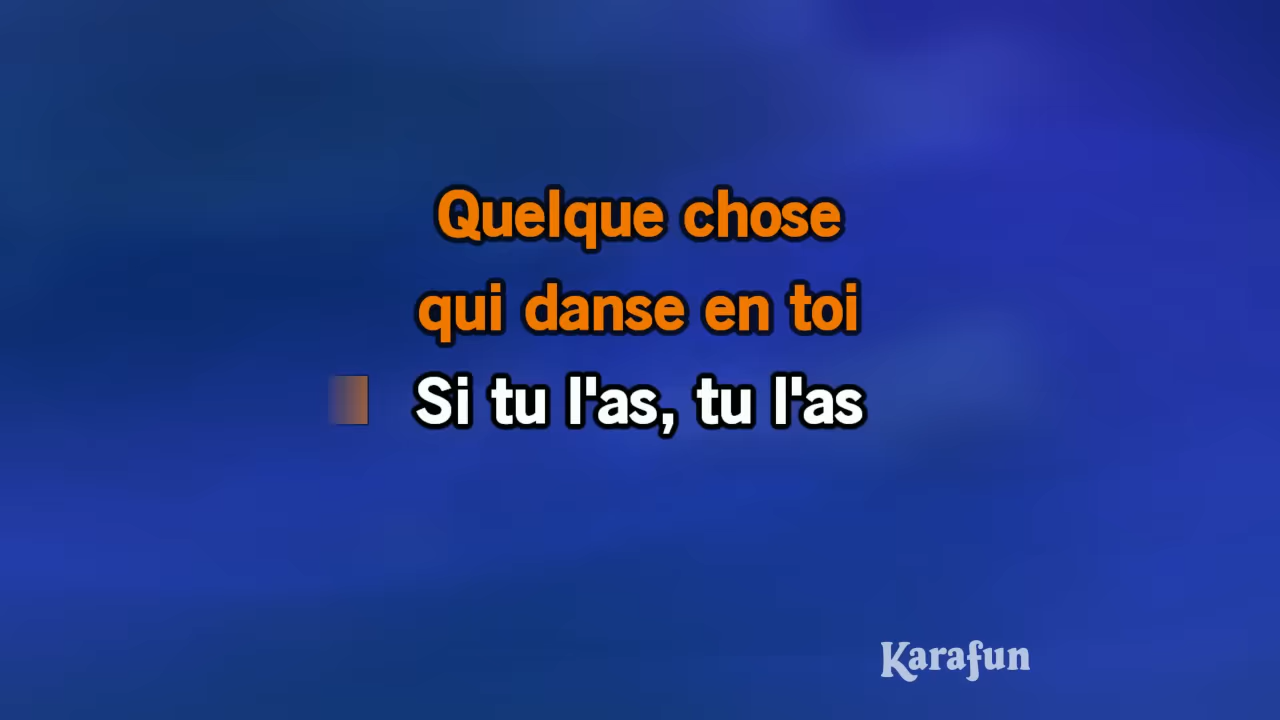 Quelque chose
qui danse en toi
Si tu l'as, tu l'as
Karafun